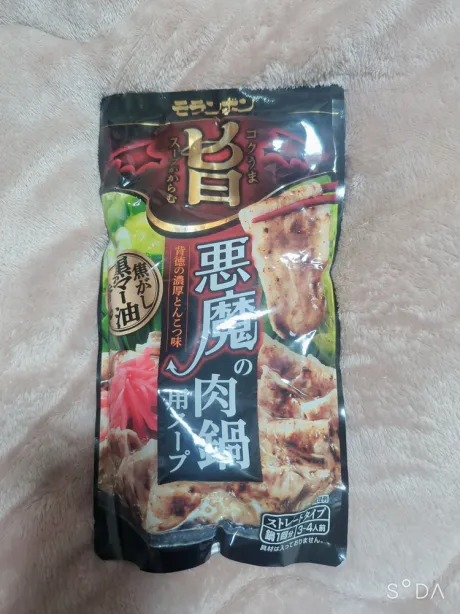 モランボン
コクうま
旨
スープがからむ
背徳の濃厚とんこつ味
焦がし
黒マー油
悪魔の肉鍋
用スープ
ストレートタイプ
鍋1回分
3~4人前
具材は入っておりません。
S°DA